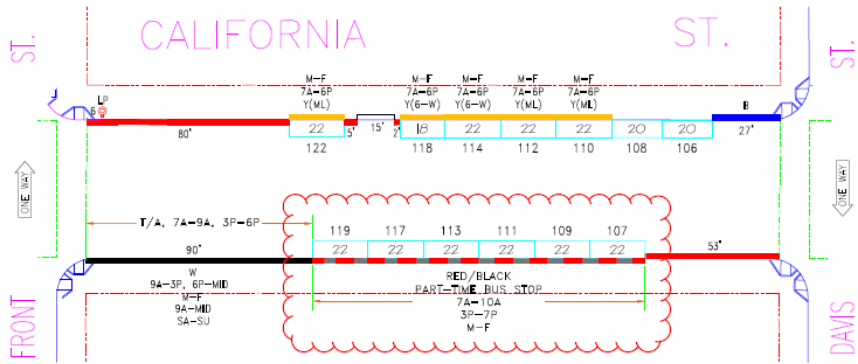 CALIFORNIA ST.
ST.
ST.
M-F
7A-6P
Y(ML)
M-F
7A-6P
Y(6-W)
M-F
7A-6P
Y(6-W)
M-F
7A-6P
Y(ML)
M-F
7A-6P
Y(ML)
LP
6
80'
22
122
5'
15'
2'
18
118
22
114
22
112
22
110
20
108
20
106
B
27'
ONE WAY
ONE WAY
T/A, 7A-9A, 3P-6P
90'
119
117
113
111
109
107
22
22
22
22
22
22
53'
W
9A-3P, 6P-MID
M-F
9A-MID
SA-SU
RED/BLACK
PART-TIME BUS STOP
7A-10A
3P-7P
M-F
FRONT
DAVIS